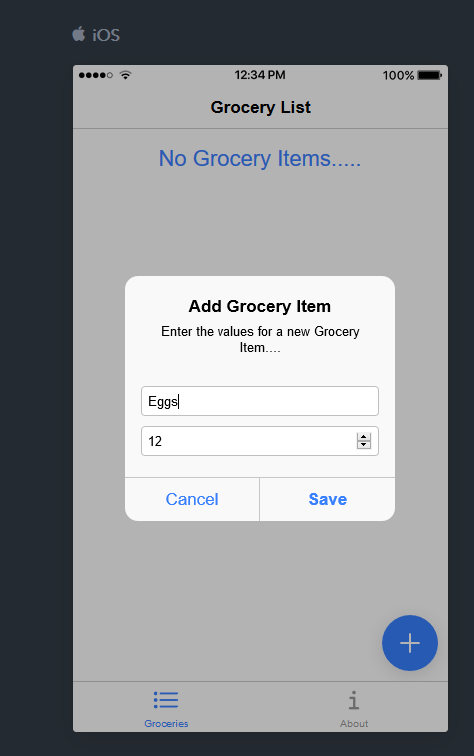 iOS
12:34 PM 100%
Grocery List
No Grocery Items.....
Add Grocery Item
Enter the values for a new Grocery
Item....
Eggs
12
Cancel Save
Groceries About